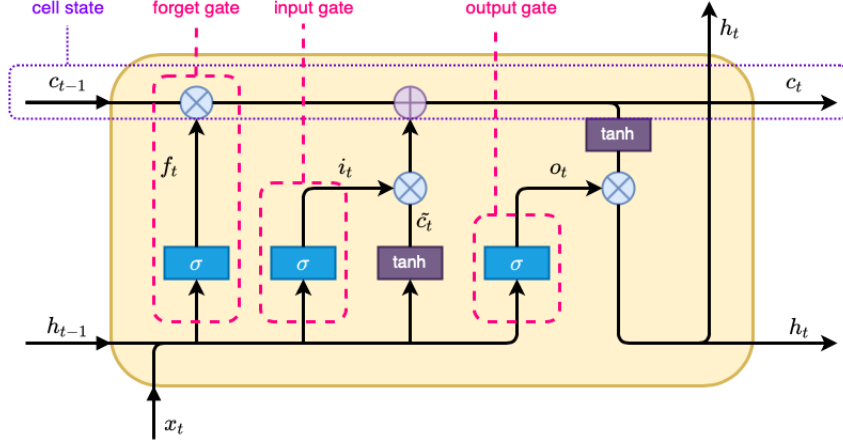 cell state
forget gate
input gate
output gate
h_t
c_{t-1}
c_t
tanh
f_t
i_t
o_t
c̃_t
σ
σ
tanh
σ
h_{t-1}
h_t
x_t